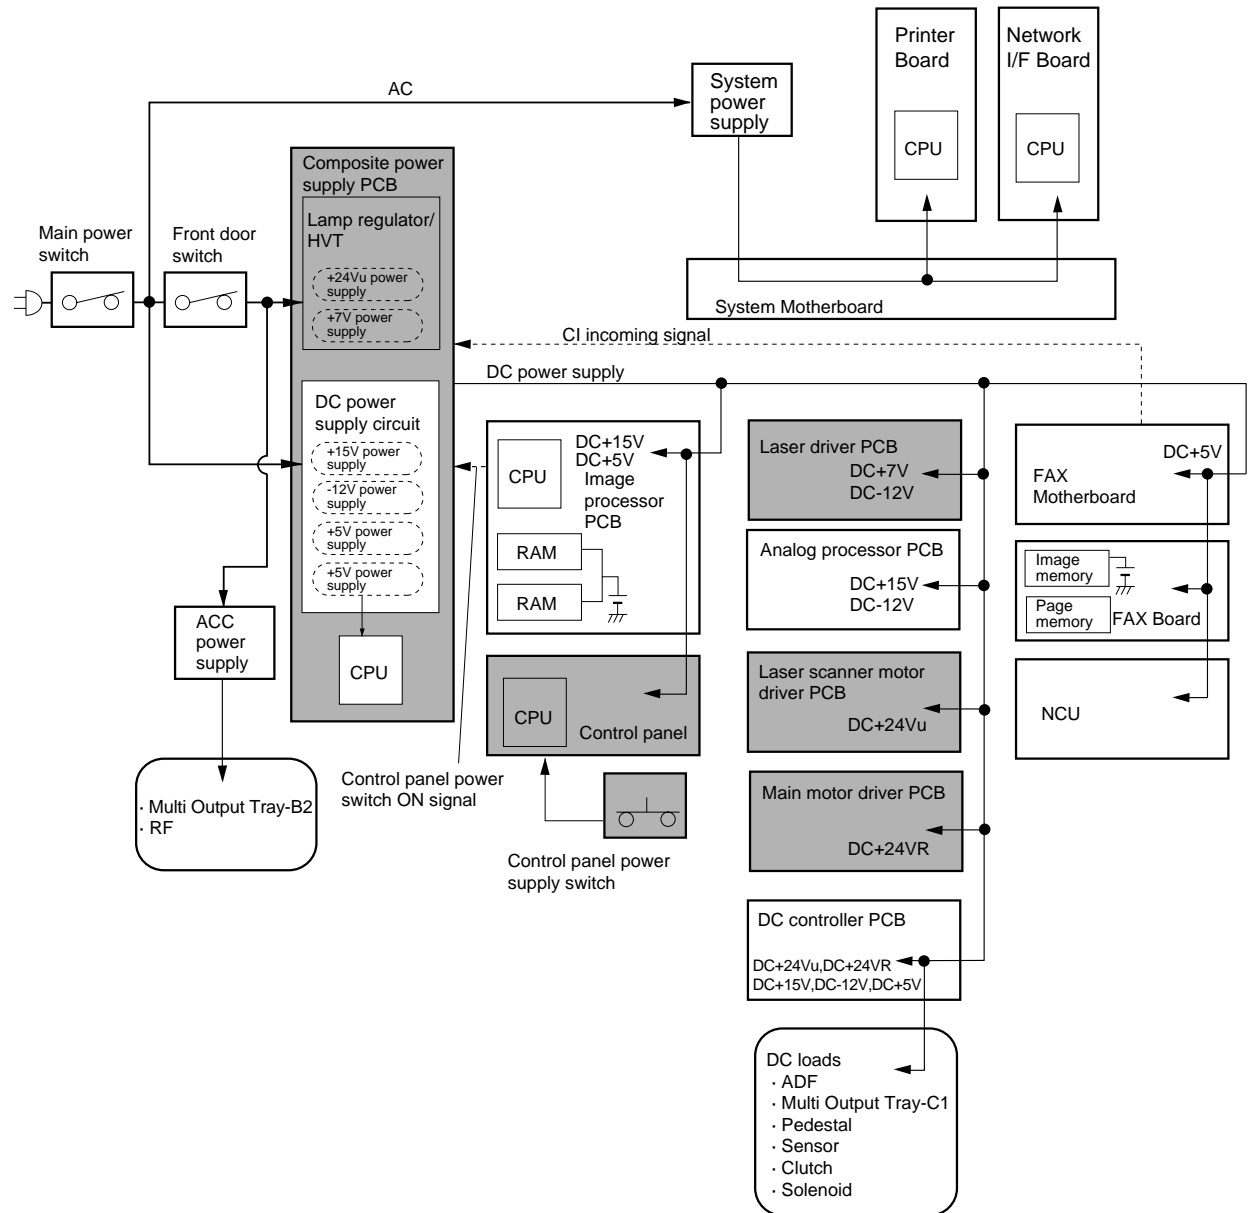 Printer
Board
CPU
Network
I/F Board
CPU
AC
System
power
supply
Composite power
supply PCB
Lamp regulator/
HVT
+24Vu power
supply
+7V power
supply
Main power
switch
Front door
switch
System Motherboard
CI incoming signal
DC power supply
DC power
supply circuit
+15V power
supply
-12V power
supply
+5V power
supply
+5V power
supply
CPU
CPU
DC+15V
DC+5V
Image
processor
PCB
RAM
RAM
Laser driver PCB
DC+7V
DC-12V
Analog processor PCB
DC+15V
DC-12V
DC+5V
FAX
Motherboard
Image
memory
Page
memory
FAX Board
NCU
ACC
power
supply
CPU
Control panel
Laser scanner motor
driver PCB
DC+24Vu
· Multi Output Tray-B2
· RF
Control panel power
switch ON signal
Control panel power
supply switch
Main motor driver PCB
DC+24VR
DC controller PCB
DC+24Vu,DC+24VR
DC+15V,DC-12V,DC+5V
DC loads
· ADF
· Multi Output Tray-C1
· Pedestal
· Sensor
· Clutch
· Solenoid